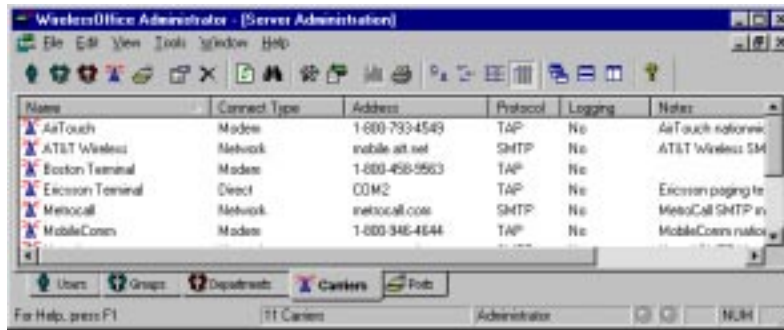 WirelessOffice Administrator - [Server Administration]
File Edit View Tools Window Help
Name Connect Type Address Protocol Logging Notes
AirTouch Modem 1-800-793-4549 TAP No AirTouch nationwi
AT&T Wireless Network mobile.att.net SMTP No AT&T Wireless SM
Boston Terminal Modem 1-800-458-9563 TAP No
Ericsson Terminal Direct COM2 TAP No Ericsson paging te
Metrocall Network metrocall.com SMTP No MetroCall SMTP n
MobileComm Modem 1-800-946-4644 TAP No MobileComm nation
Users Groups Departments Carriers Ports
For Help, press F1 11 Carriers Administrator NUM